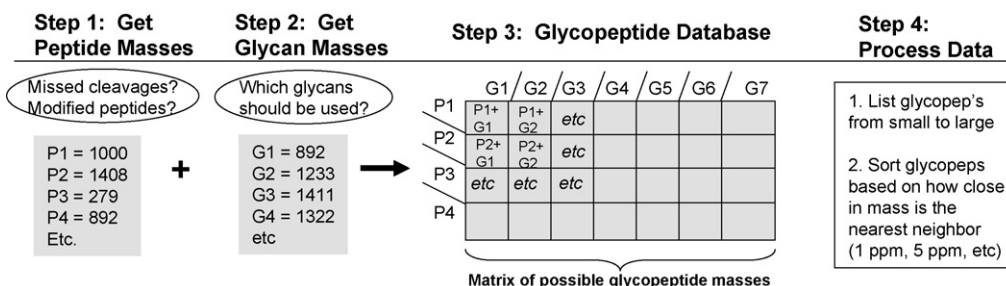 Step 1: Get
Peptide Masses
Missed cleavages?
Modified peptides?
P1 = 1000
P2 = 1408
P3 = 279
P4 = 892
Etc.
+
Step 2: Get
Glycan Masses
Which glycans
should be used?
G1 = 892
G2 = 1233
G3 = 1411
G4 = 1322
etc
Step 3: Glycopeptide Database
G1 G2 G3 G4 G5 G6 G7
P1
P1+ P1+ etc
G1 G2
P2
P2+ P2+ etc
G1 G2
P3
etc etc etc
P4
Matrix of possible glycopeptide masses
Step 4:
Process Data
1. List glycopep's
from small to large
2. Sort glycopeps
based on how close
in mass is the
nearest neighbor
(1 ppm, 5 ppm, etc)